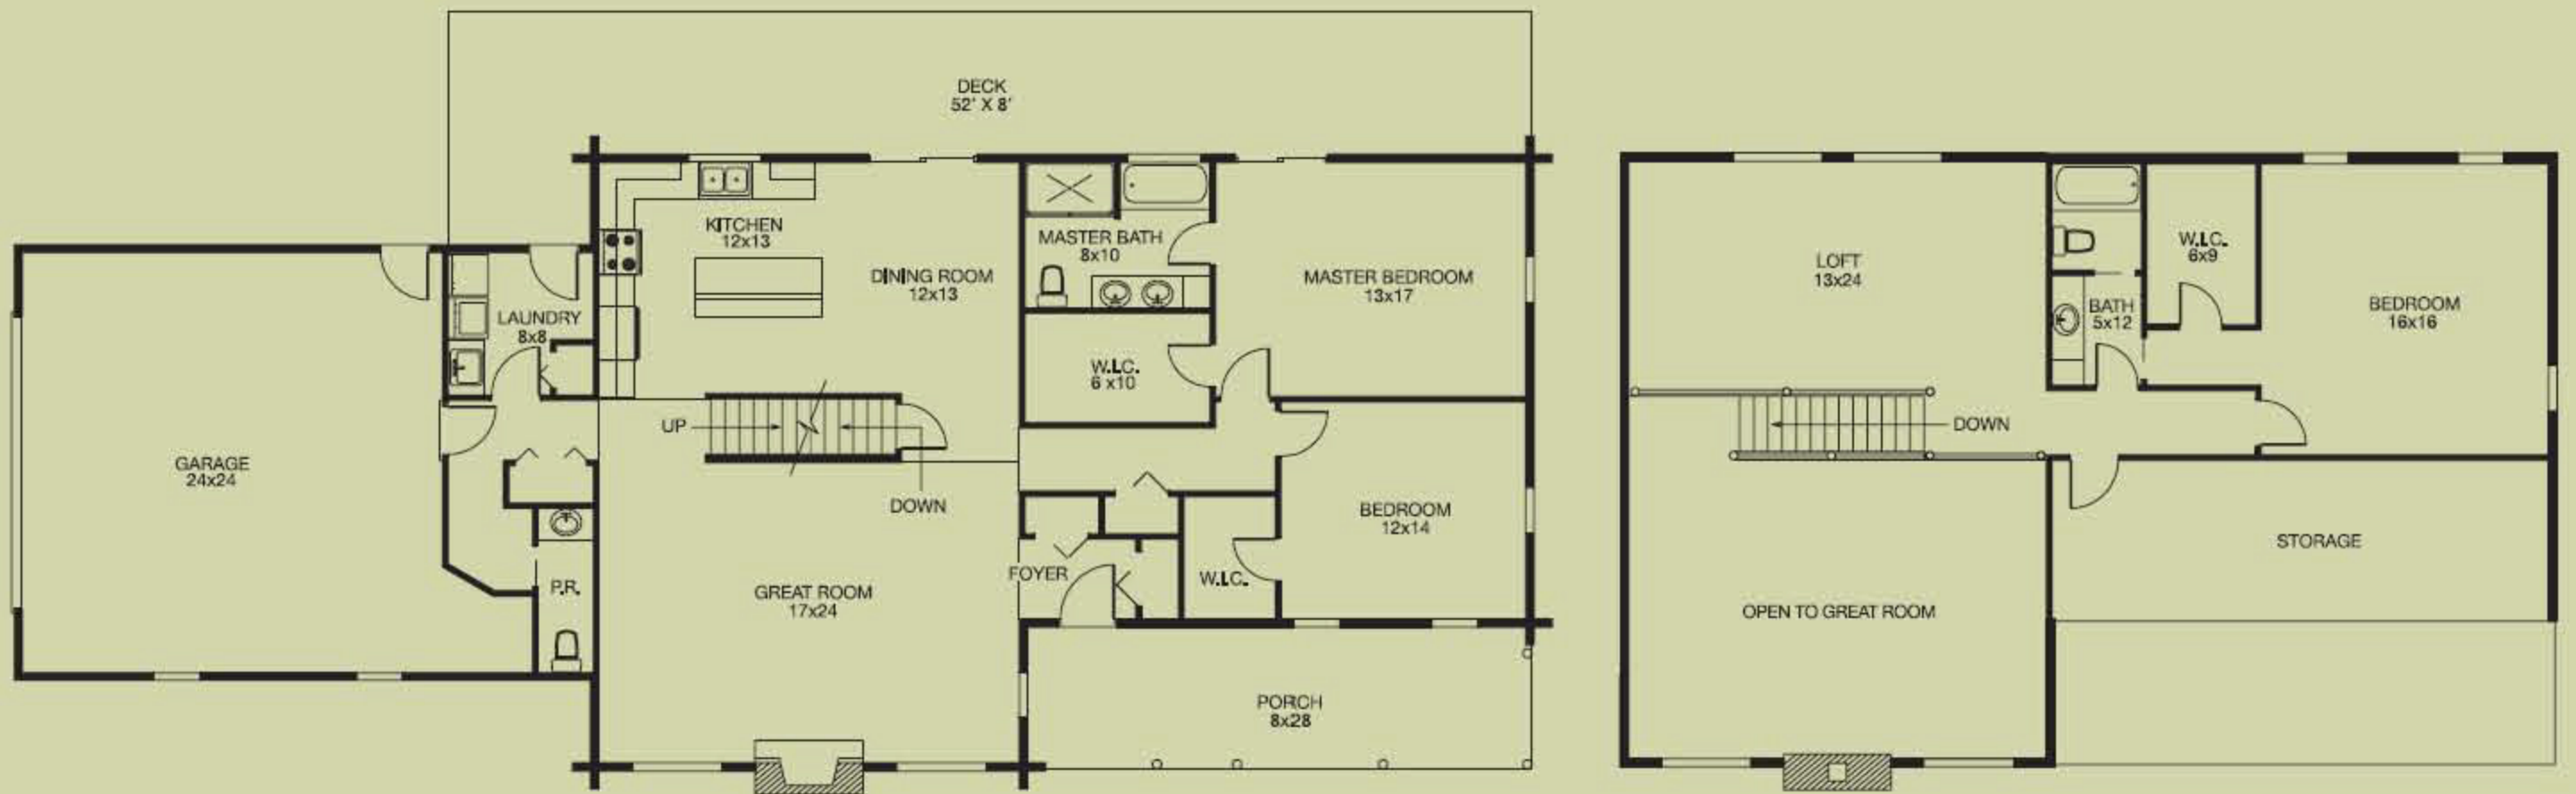 DECK
52' X 8'
KITCHEN
12x13
DINING ROOM
12x13
MASTER BATH
8x10
MASTER BEDROOM
13x17
LAUNDRY
8x8
W.I.C.
6 x10
UP
DOWN
GARAGE
24x24
BEDROOM
12x14
FOYER
W.I.C.
P.R.
GREAT ROOM
17x24
PORCH
8x28
LOFT
13x24
W.I.C.
6x9
BATH
5x12
BEDROOM
16x16
DOWN
STORAGE
OPEN TO GREAT ROOM